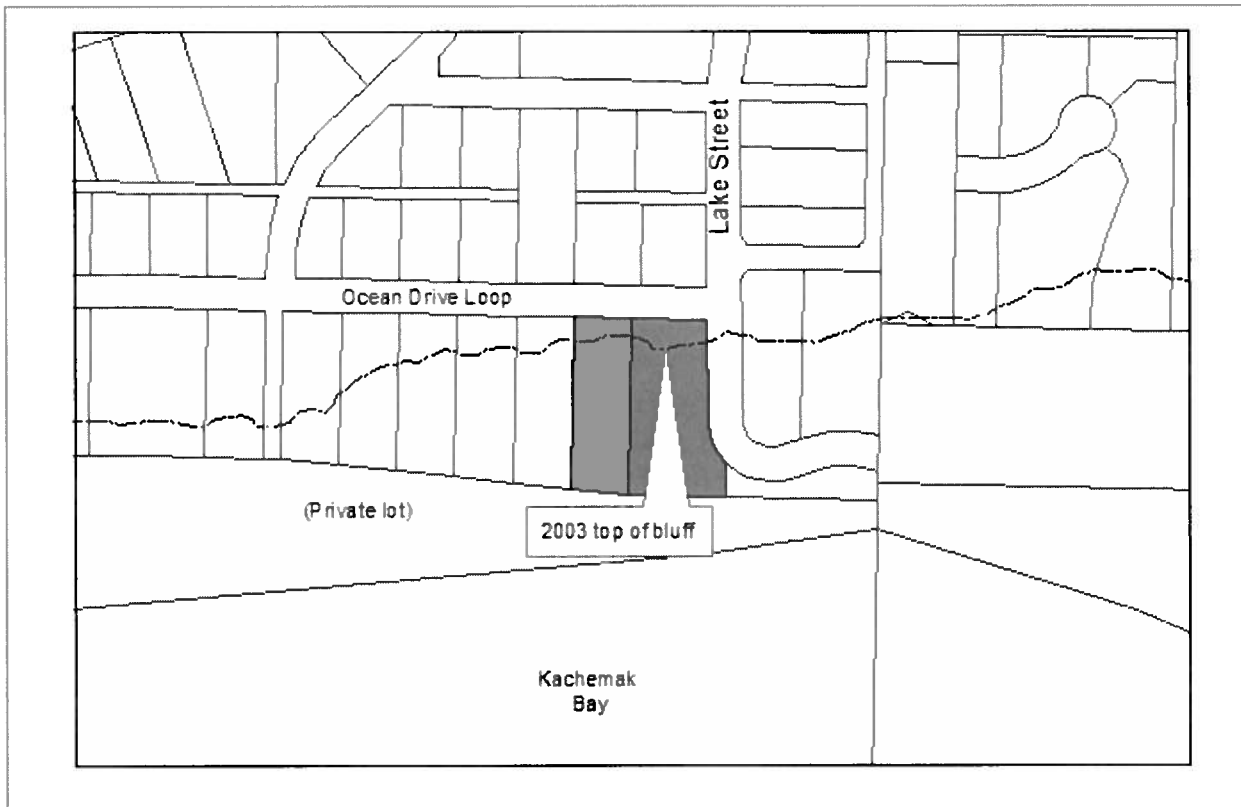 Lake Street
Ocean Drive Loop
(Private lot)
2003 top of bluff
Kachemak
Bay